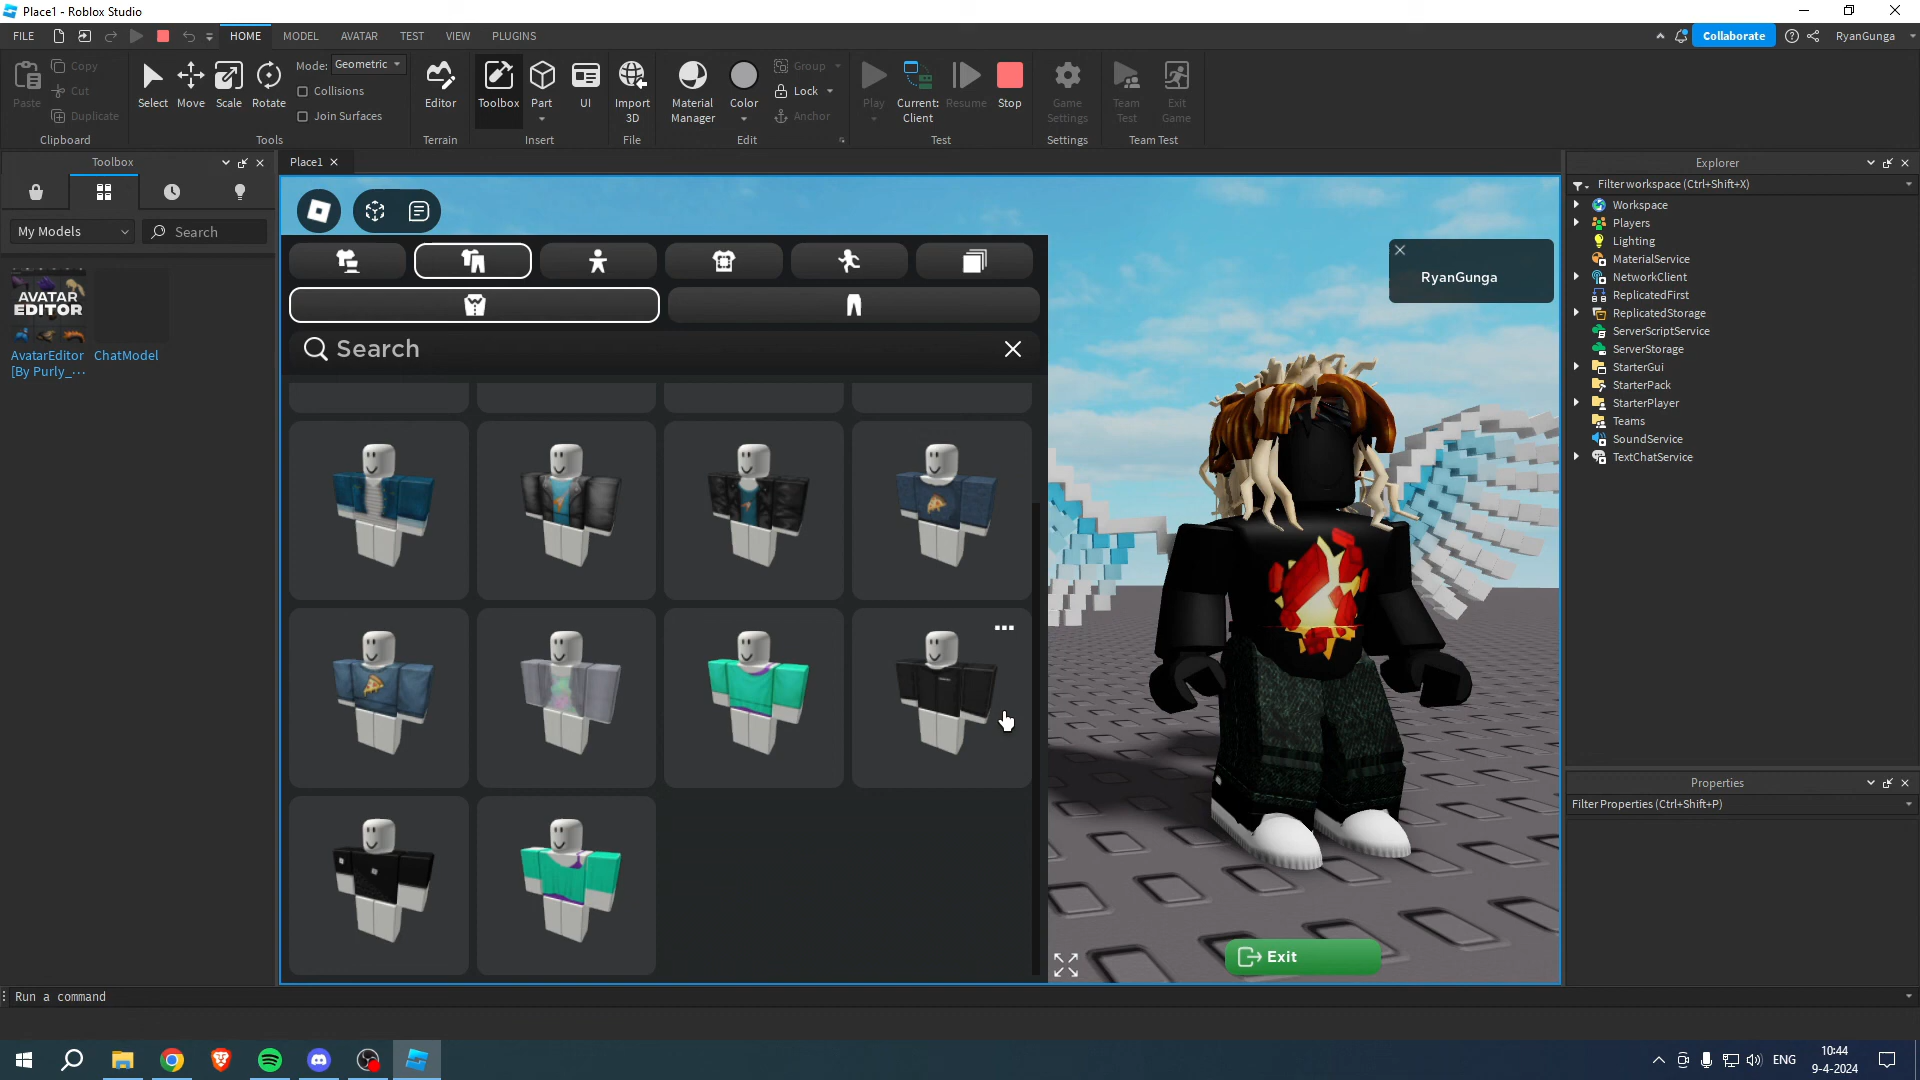 Place1 - Roblox Studio
FILE
HOME
MODEL
AVATAR
TEST
VIEW
PLUGINS
Collaborate
RyanGunga
Paste
Copy
Cut
Duplicate
Clipboard
Select
Move
Scale
Rotate
Mode:
Geometric
Collisions
Join Surfaces
Tools
Editor
Terrain
Toolbox
Part
UI
Insert
Import
3D
File
Material
Manager
Color
Group
Lock
Anchor
Edit
Play
Current:
Client
Resume
Stop
Test
Game
Settings
Settings
Team
Test
Exit
Game
Team Test
Toolbox
My Models
Search
AVATAR
EDITOR
AvatarEditor
[By Purly_...
ChatModel
Place1
Search
RyanGunga
Exit
Explorer
Filter workspace (Ctrl+Shift+X)
Workspace
Players
Lighting
MaterialService
NetworkClient
ReplicatedFirst
ReplicatedStorage
ServerScriptService
ServerStorage
StarterGui
StarterPack
StarterPlayer
Teams
SoundService
TextChatService
Properties
Filter Properties (Ctrl+Shift+P)
Run a command
ENG
10:44
9-4-2024